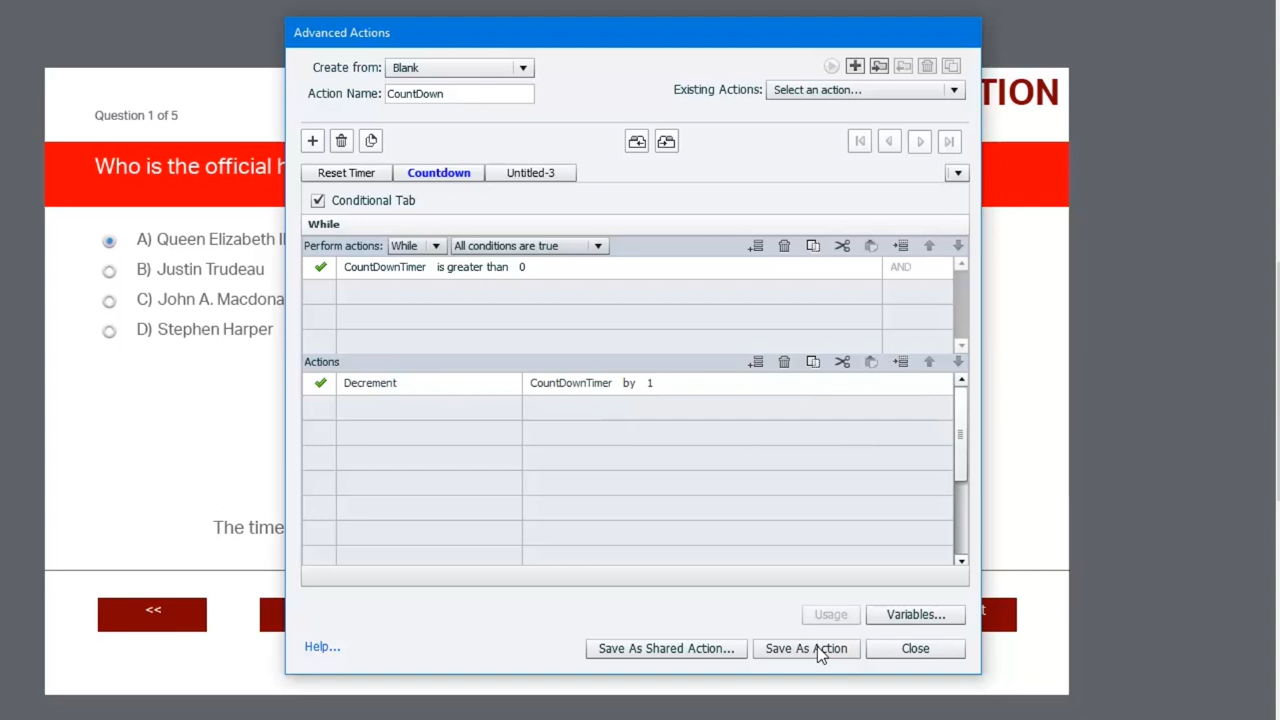 Advanced Actions
Create from: Blank
Action Name: CountDown
Existing Actions: Select an action...
TION
Question 1 of 5
Who is the official h
Reset Timer Countdown Untitled-3
Conditional Tab
While
Perform actions: While All conditions are true
CountDownTimer is greater than 0 AND
A) Queen Elizabeth II
B) Justin Trudeau
C) John A. Macdona
D) Stephen Harper
Actions
Decrement CountDownTimer by 1
The time
<<
t
Usage Variables...
Help... Save As Shared Action... Save As Action Close